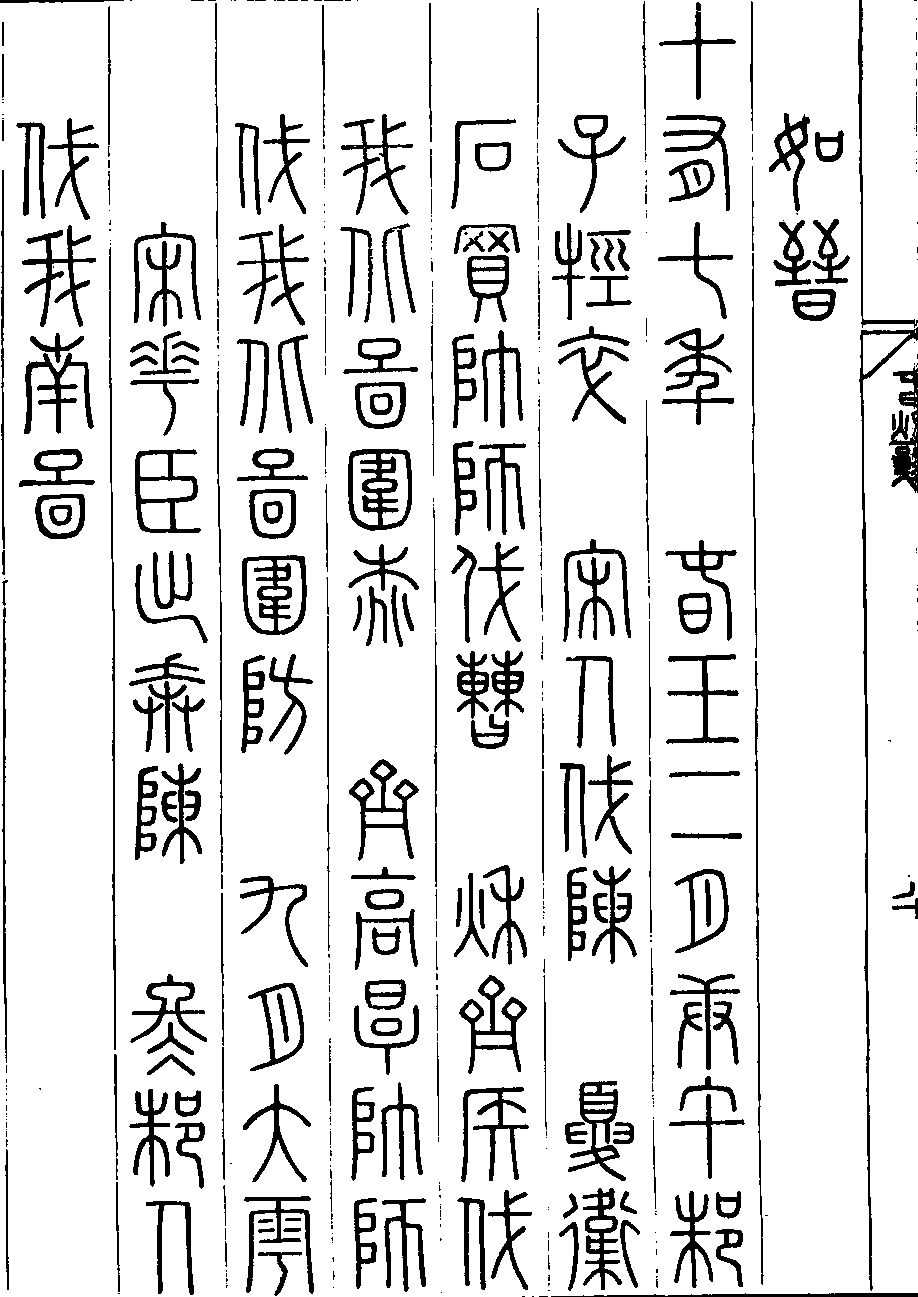 如晉
十有七年 春王二月庚午邾
子牼卒 宋人伐陳 夏衛
石買帥師伐曹 秋齊侯伐
我北鄙圍桃 齊高厚帥師
伐我北鄙圍防 九月大雩
宋華臣出奔陳 冬邾人
伐我南鄙